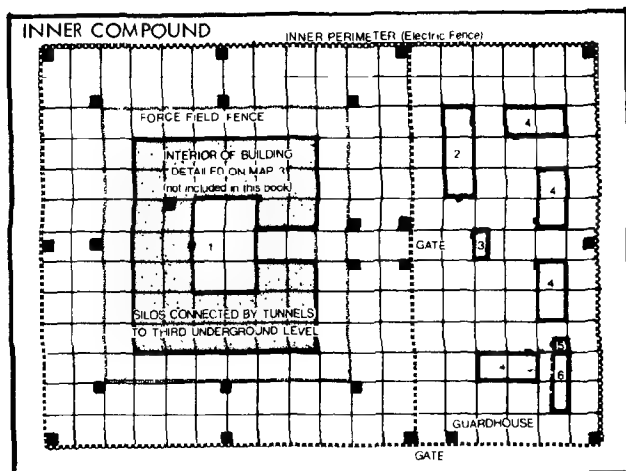 INNER COMPOUND
INNER PERIMETER (Electric Fence)
FORCE FIELD FENCE
4
INTERIOR OF BUILDING
DETAILED ON MAP 3
(not included in this book)
2
4
1
GATE
3
4
SILOS CONNECTED BY TUNNELS
TO THIRD UNDERGROUND LEVEL
5
4
6
GUARDHOUSE
GATE